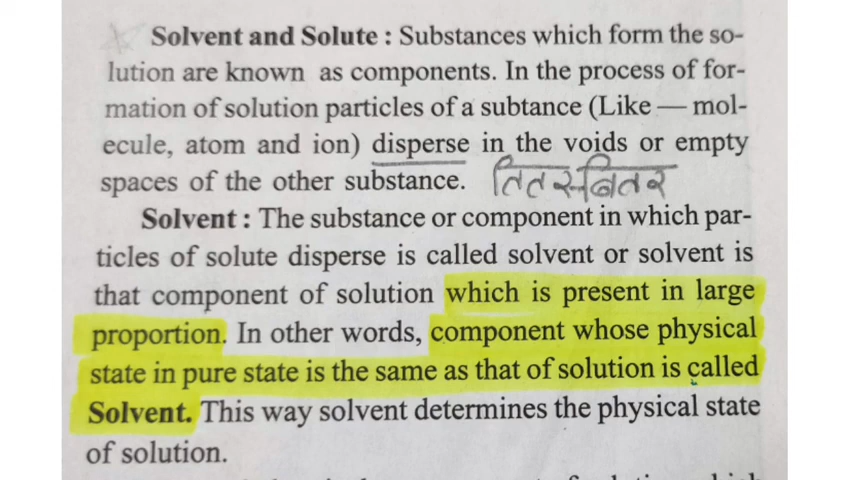 Solvent and Solute : Substances which form the so-
lution are known as components. In the process of for-
mation of solution particles of a subtance (Like — mol-
ecule, atom and ion) disperse in the voids or empty
spaces of the other substance. तितर-बितर
Solvent : The substance or component in which par-
ticles of solute disperse is called solvent or solvent is
that component of solution which is present in large
proportion. In other words, component whose physical
state in pure state is the same as that of solution is called
Solvent. This way solvent determines the physical state
of solution.